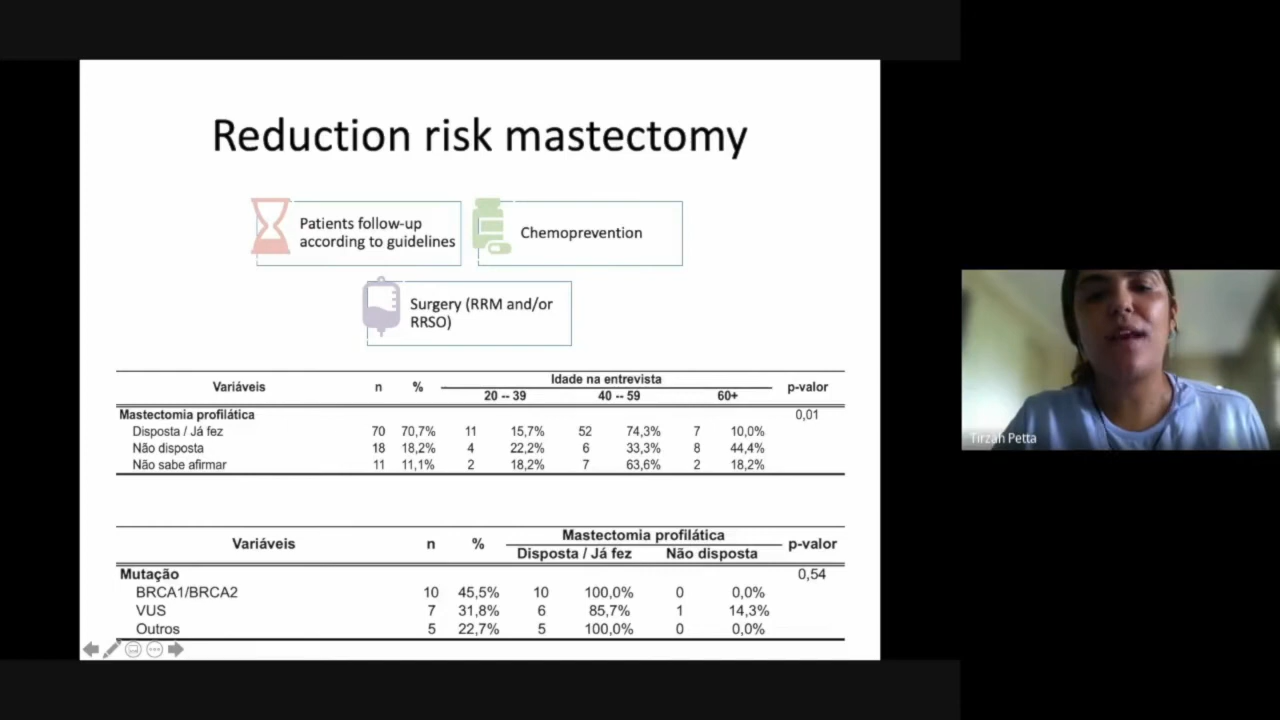 Reduction risk mastectomy
Patients follow-up
according to guidelines
Chemoprevention
Surgery (RRM and/or
RRSO)
Variáveis n % Idade na entrevista p-valor
20 -- 39 40 -- 59 60+
Mastectomia profilática 0,01
Disposta / Já fez 70 70,7% 11 15,7% 52 74,3% 7 10,0%
Não disposta 18 18,2% 4 22,2% 6 33,3% 8 44,4%
Não sabe afirmar 11 11,1% 2 18,2% 7 63,6% 2 18,2%
Variáveis n % Mastectomia profilática p-valor
Disposta / Já fez Não disposta
Mutação 0,54
BRCA1/BRCA2 10 45,5% 10 100,0% 0 0,0%
VUS 7 31,8% 6 85,7% 1 14,3%
Outros 5 22,7% 5 100,0% 0 0,0%
Tirzah Petta